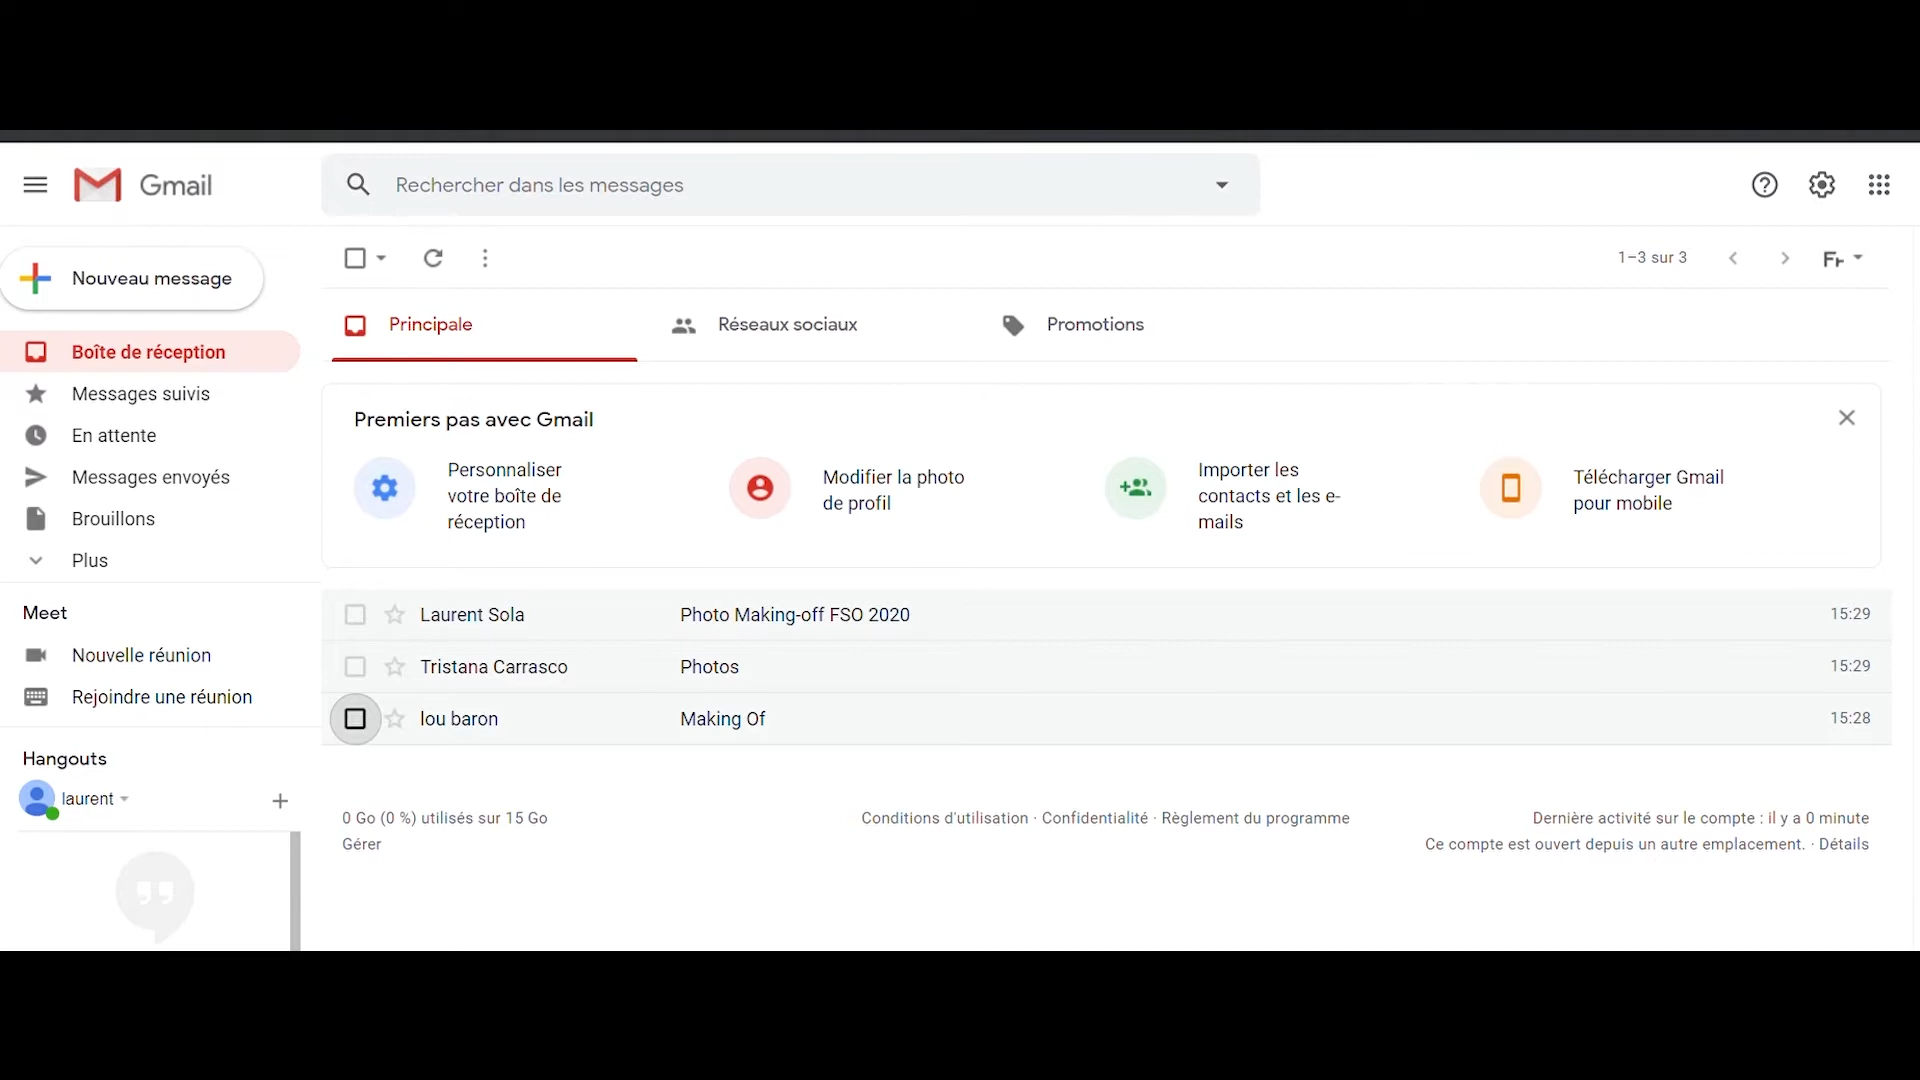 Gmail
Rechercher dans les messages
Nouveau message
1–3 sur 3
Principale
Réseaux sociaux
Promotions
Boîte de réception
Messages suivis
En attente
Messages envoyés
Brouillons
Plus
Premiers pas avec Gmail
Personnaliser
votre boîte de
réception
Modifier la photo
de profil
Importer les
contacts et les e-
mails
Télécharger Gmail
pour mobile
Laurent Sola Photo Making-off FSO 2020 15:29
Tristana Carrasco Photos 15:29
lou baron Making Of 15:28
Meet
Nouvelle réunion
Rejoindre une réunion
Hangouts
laurent
0 Go (0 %) utilisés sur 15 Go
Gérer
Conditions d'utilisation · Confidentialité · Règlement du programme
Dernière activité sur le compte : il y a 0 minute
Ce compte est ouvert depuis un autre emplacement. · Détails